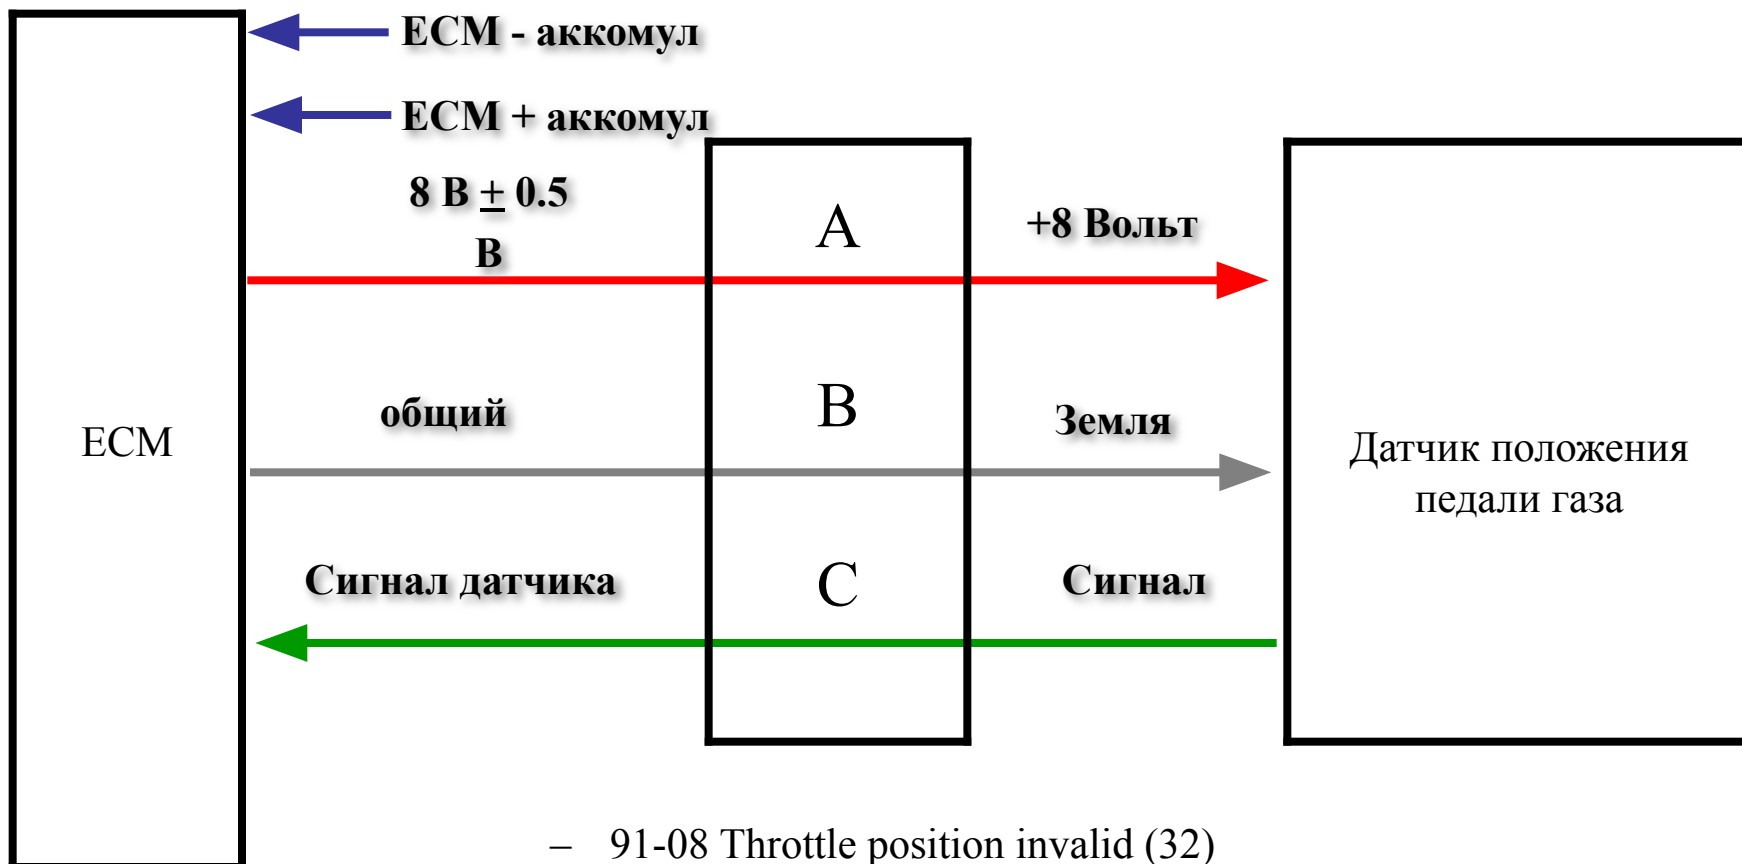 ECM - аккомул
ECM + аккомул
8 В ± 0.5
В
A
+8 Вольт
общий
B
Земля
ECM
Датчик положения
педали газа
Сигнал датчика
C
Сигнал
– 91-08 Throttle position invalid (32)